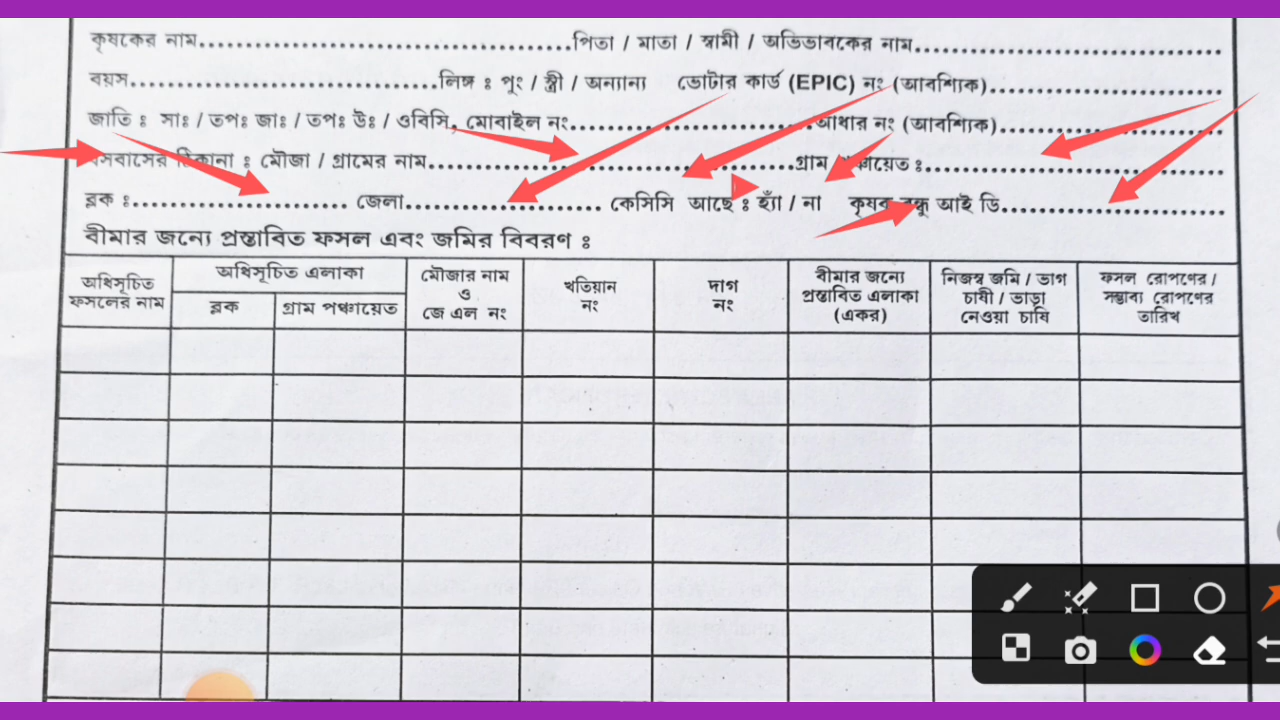 কৃষকের নাম......................................পিতা / মাতা / স্বামী / অভিভাবকের নাম................................
বয়স................................লিঙ্গ ঃ পুং / স্ত্রী / অন্যান্য ভোটার কার্ড (EPIC) নং (আবশ্যিক)........................
জাতি ঃ সাঃ / তপঃ জাঃ / তপঃ উঃ / ওবিসি, মোবাইল নং.........................আধার নং (আবশ্যিক).......................
বসবাসের ঠিকানা ঃ মৌজা / গ্রামের নাম......................................গ্রাম পঞ্চায়েত ঃ...............................
ব্লক ঃ...................... জেলা.................... কেসিসি আছে ঃ হ্যাঁ / না কৃষক বন্ধু আই ডি.......................
বীমার জন্যে প্রস্তাবিত ফসল এবং জমির বিবরণ ঃ
অধিসূচিত ফসলের নাম
অধিসূচিত এলাকা
ব্লক গ্রাম পঞ্চায়েত
মৌজার নাম
ও
জে এল নং
খতিয়ান
নং
দাগ
নং
বীমার জন্যে
প্রস্তাবিত এলাকা
(একর)
নিজস্ব জমি / ভাগ
চাষী / ভাড়া
নেওয়া চাষি
ফসল রোপণের /
সম্ভাব্য রোপণের
তারিখ